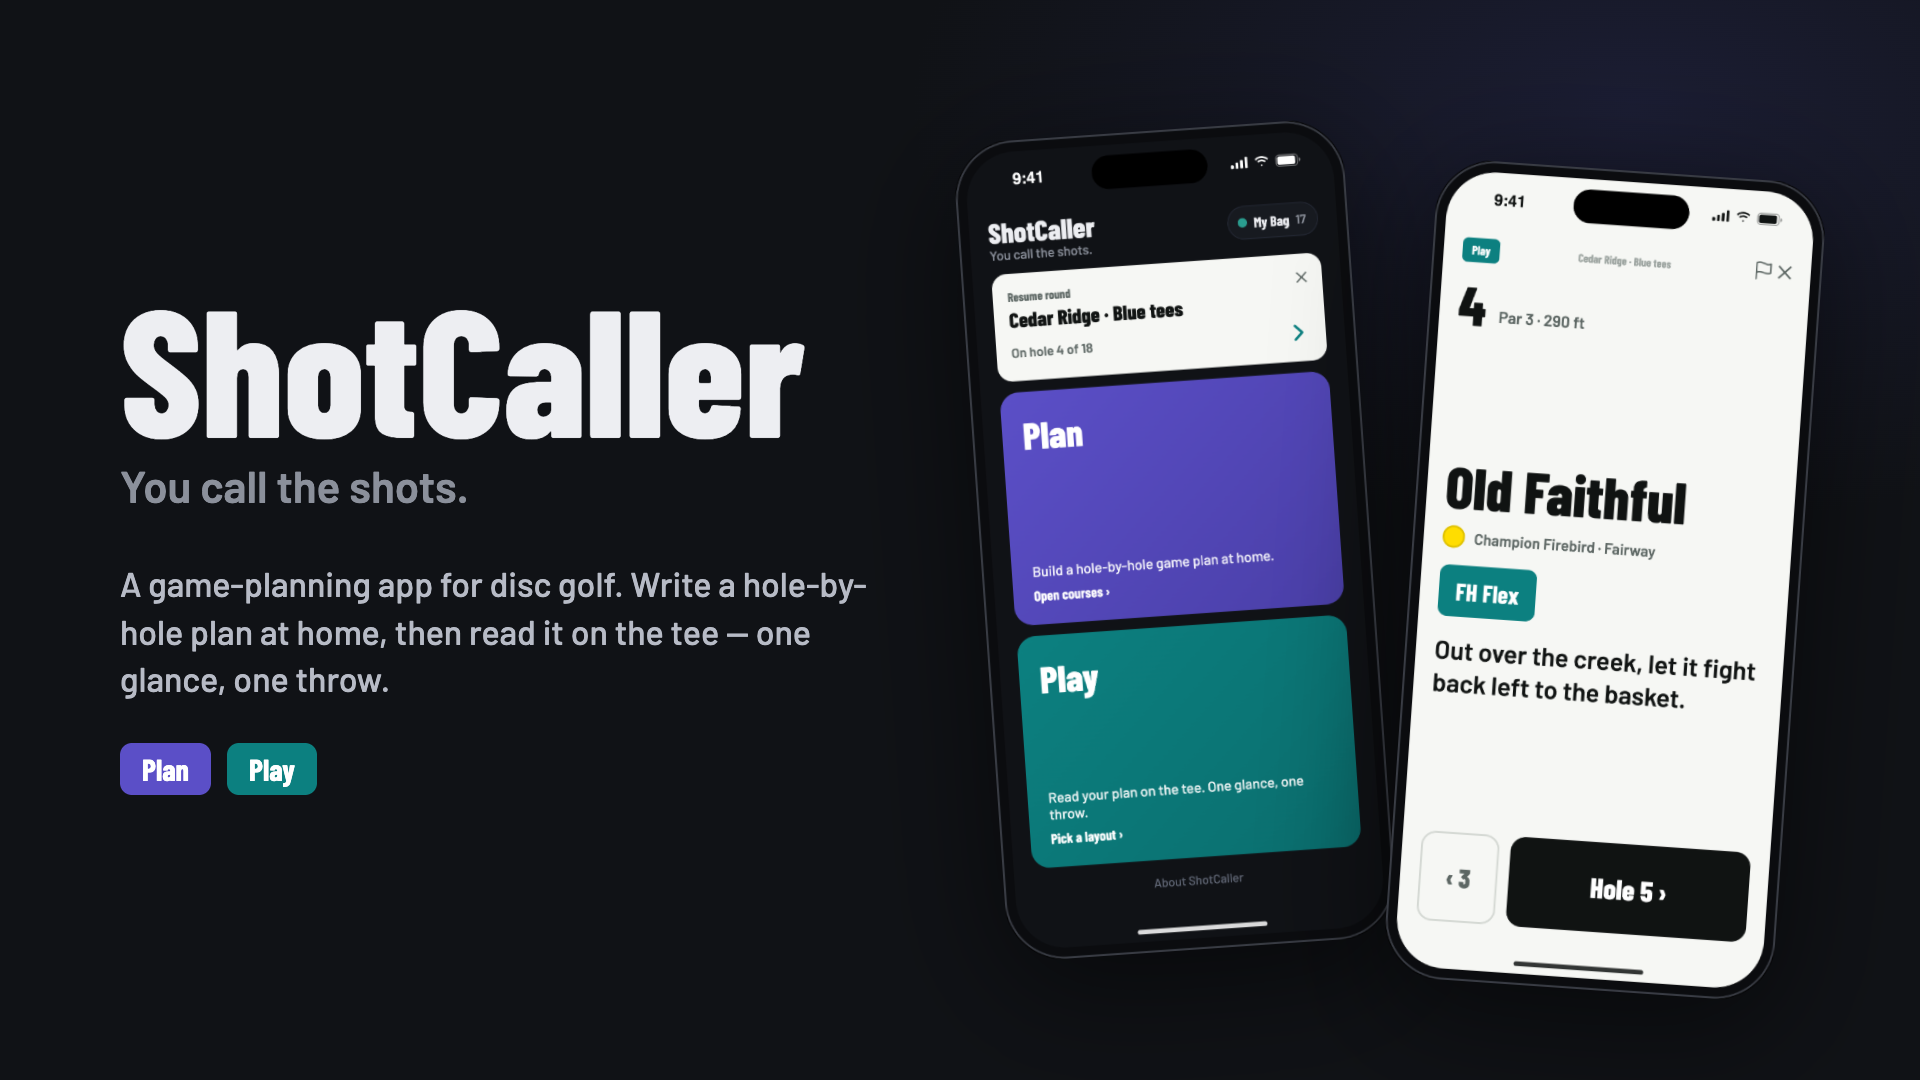 ShotCaller
You call the shots.
A game-planning app for disc golf. Write a hole-by-
hole plan at home, then read it on the tee — one
glance, one throw.
Plan
Play
9:41
ShotCaller
You call the shots.
My Bag 17
Resume round
Cedar Ridge · Blue tees
On hole 4 of 18
Plan
Build a hole-by-hole game plan at home.
Open courses ›
Play
Read your plan on the tee. One glance, one
throw.
Pick a layout ›
About ShotCaller
9:41
Play
Cedar Ridge · Blue tees
4 Par 3 · 290 ft
Old Faithful
Champion Firebird · Fairway
FH Flex
Out over the creek, let it fight
back left to the basket.
‹ 3
Hole 5 ›